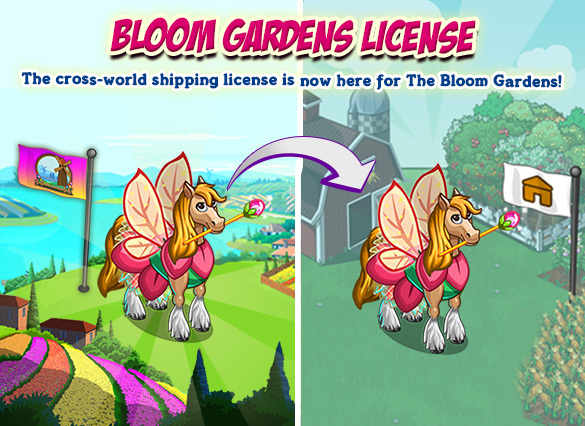 BLOOM GARDENS LICENSE
The cross-world shipping license is now here for The Bloom Gardens!